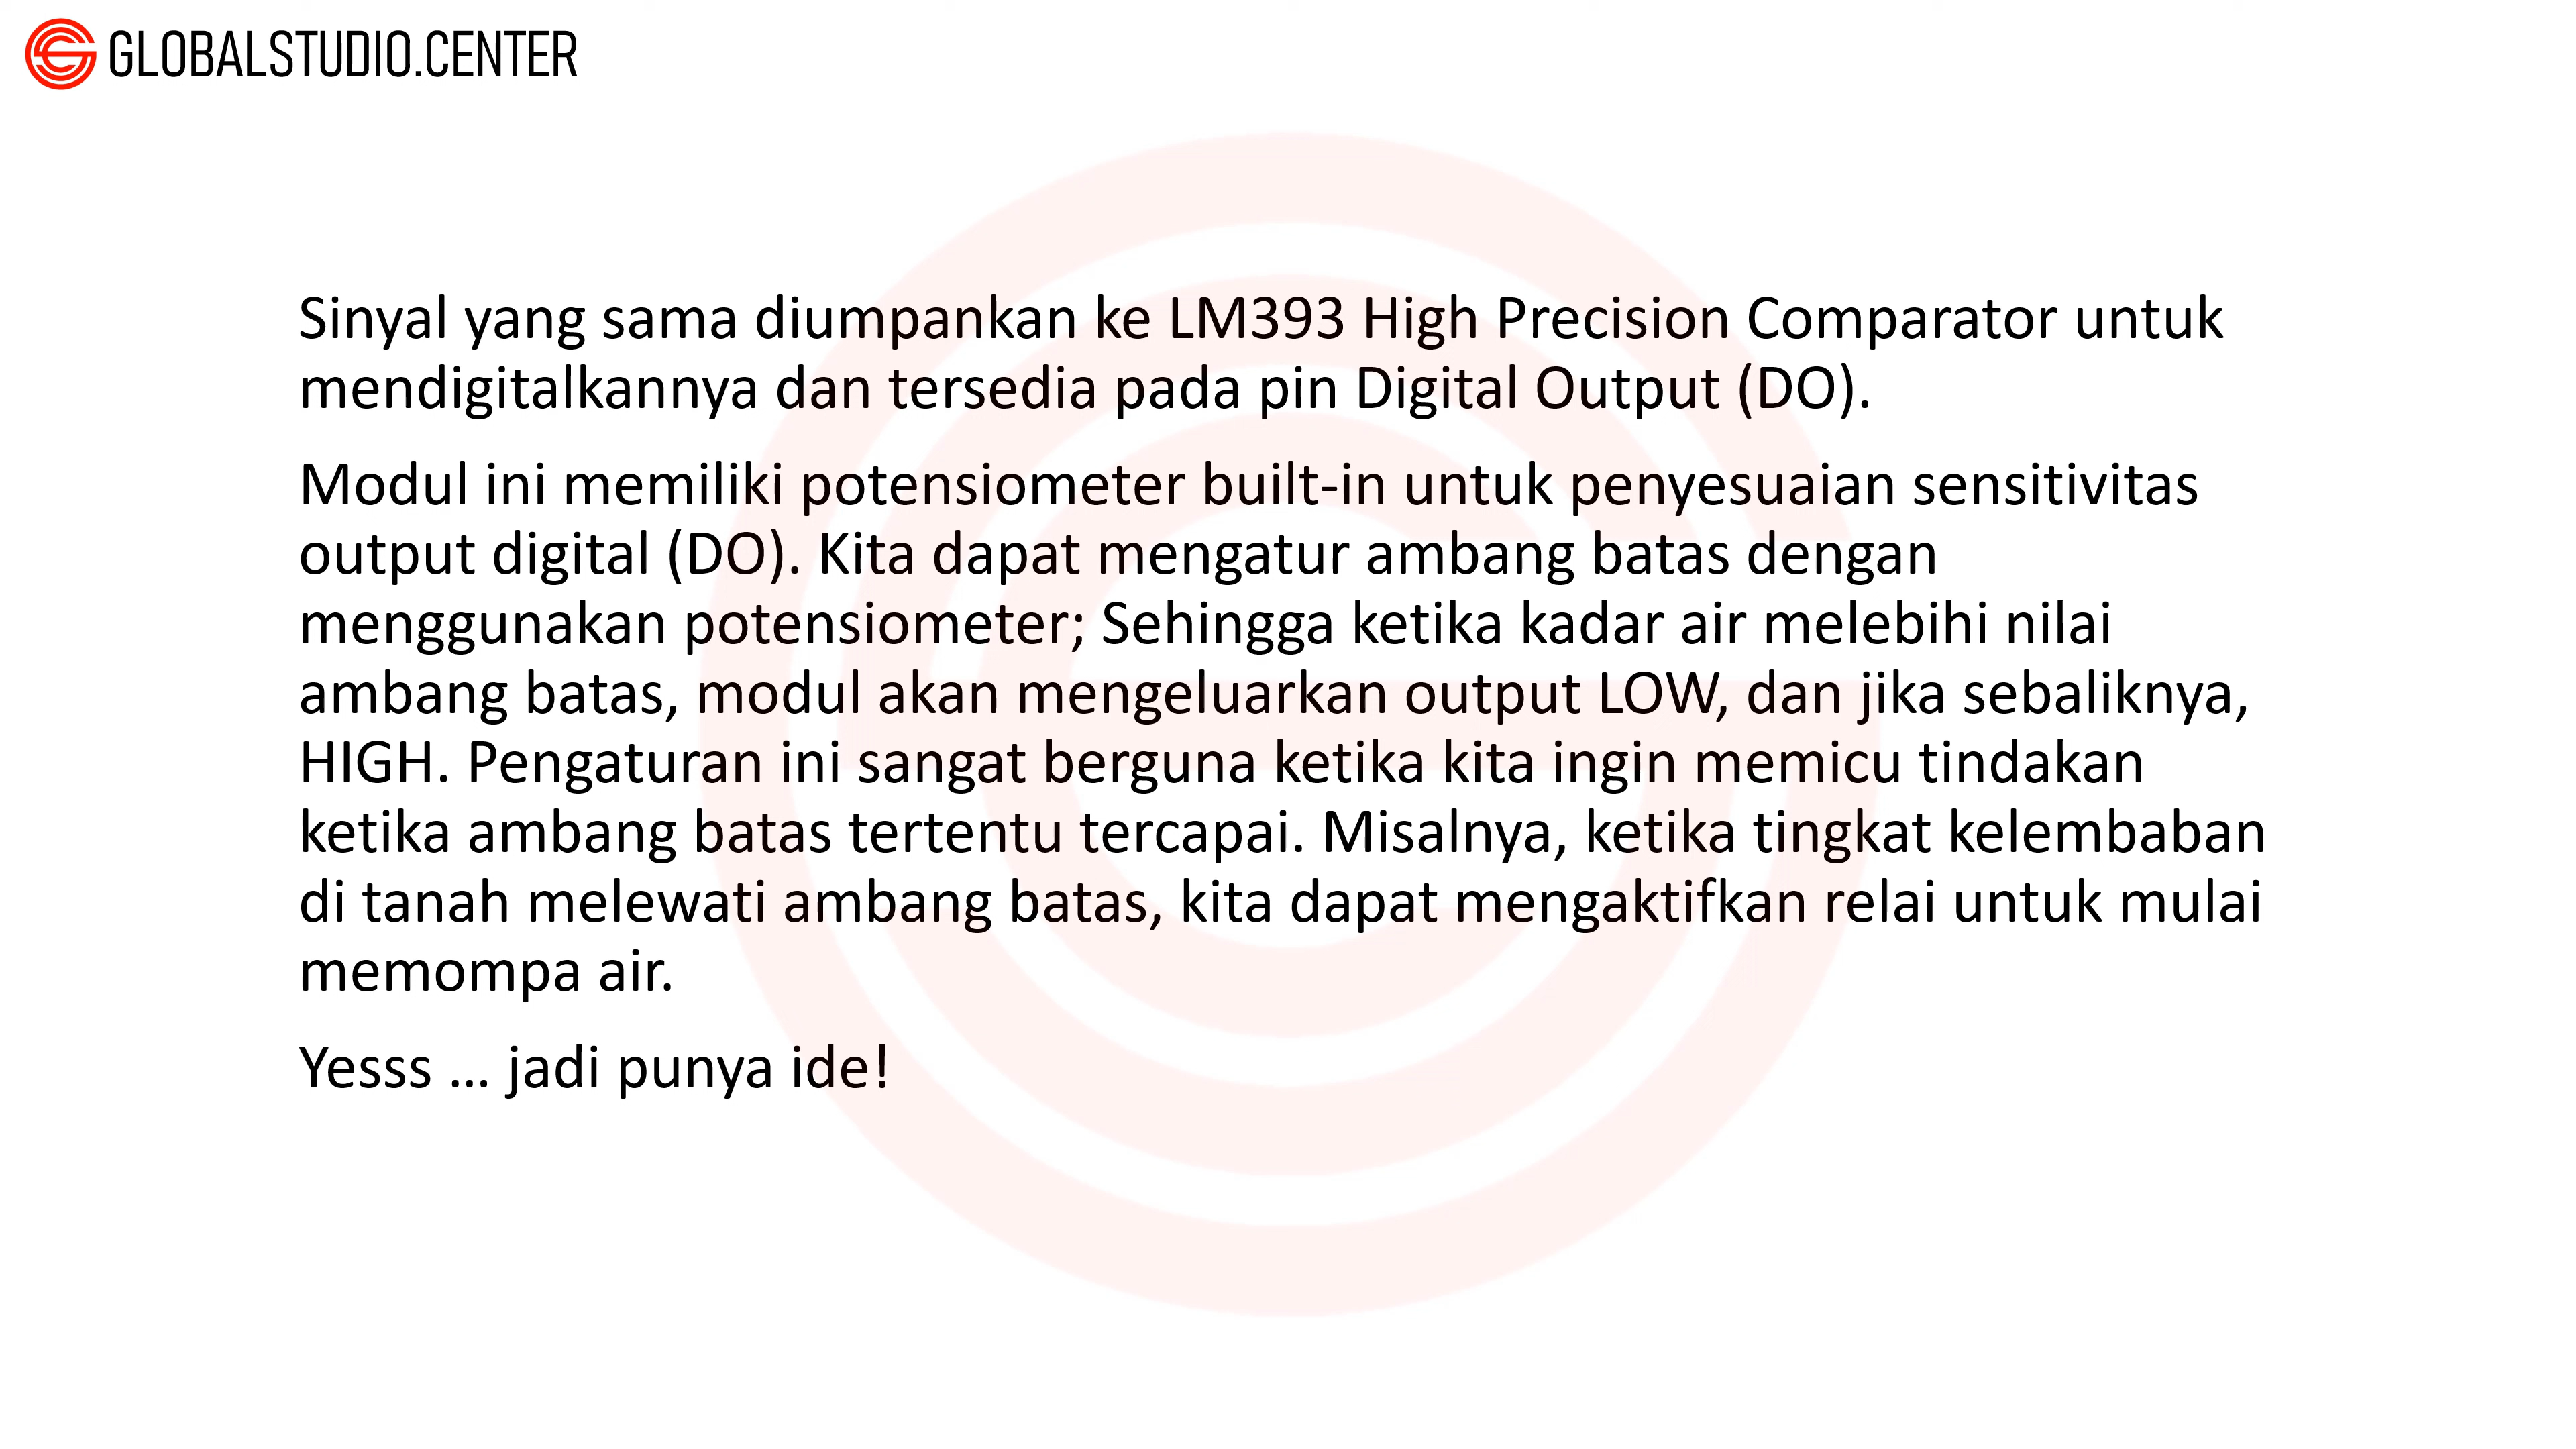 GLOBALSTUDIO.CENTER
Sinyal yang sama diumpankan ke LM393 High Precision Comparator untuk
mendigitalkannya dan tersedia pada pin Digital Output (DO).
Modul ini memiliki potensiometer built-in untuk penyesuaian sensitivitas
output digital (DO). Kita dapat mengatur ambang batas dengan
menggunakan potensiometer; Sehingga ketika kadar air melebihi nilai
ambang batas, modul akan mengeluarkan output LOW, dan jika sebaliknya,
HIGH. Pengaturan ini sangat berguna ketika kita ingin memicu tindakan
ketika ambang batas tertentu tercapai. Misalnya, ketika tingkat kelembaban
di tanah melewati ambang batas, kita dapat mengaktifkan relai untuk mulai
memompa air.
Yesss ... jadi punya ide!